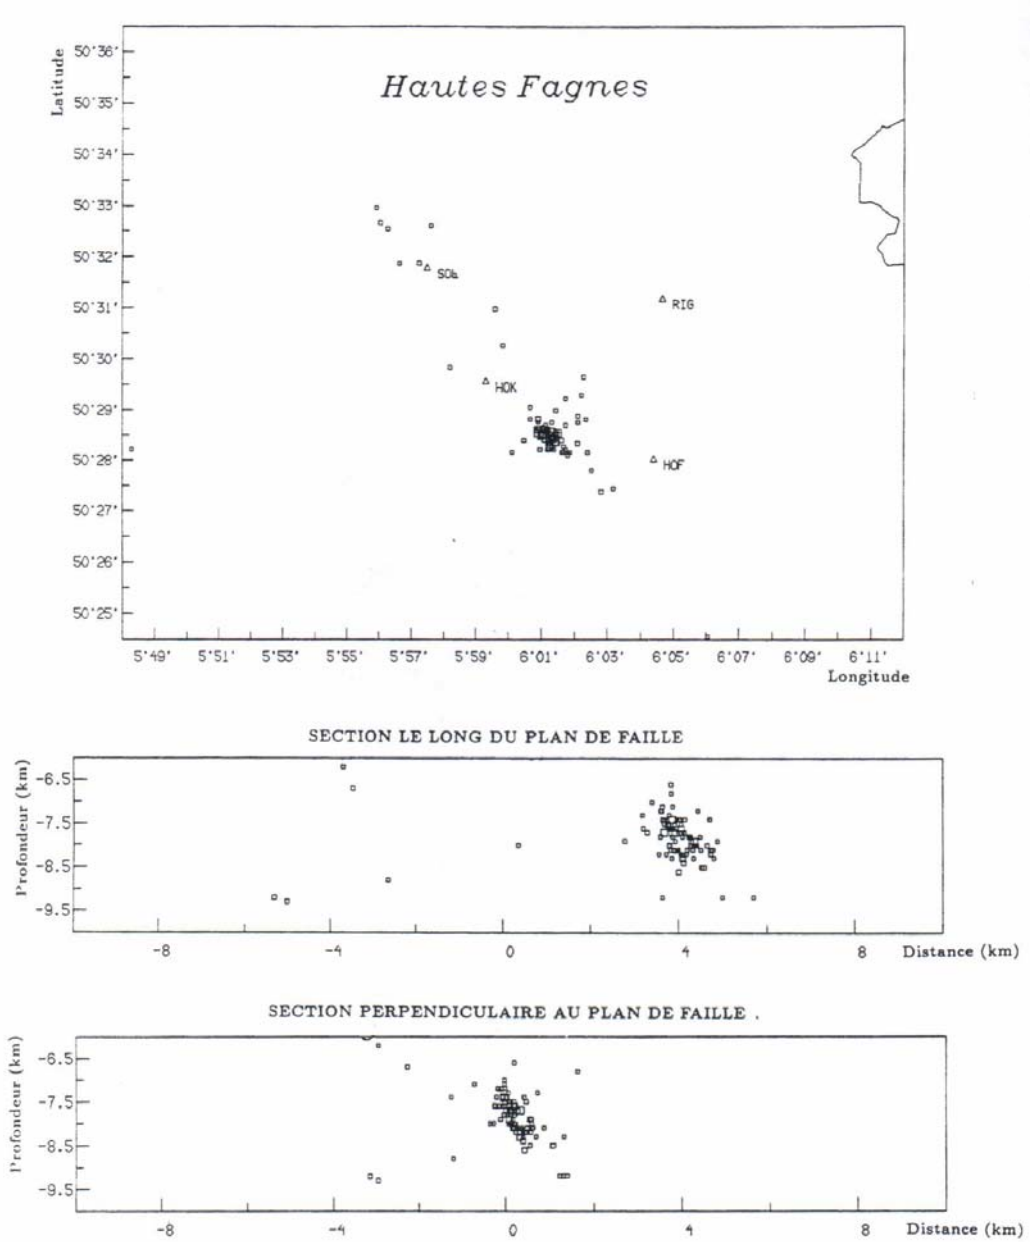 Hautes Fagnes
Latitude
50°36'
50°35'
50°34'
50°33'
50°32'
50°31'
50°30'
50°29'
50°28'
50°27'
50°26'
50°25'
RIG
HOK
HOF
5°49' 5°51' 5°53' 5°55' 5°57' 5°59' 6°01' 6°03' 6°05' 6°07' 6°09' 6°11'
Longitude
SECTION LE LONG DU PLAN DE FAILLE
Profondeur (km)
-6.5
-7.5
-8.5
-9.5
-8 -4 0 4 8 Distance (km)
SECTION PERPENDICULAIRE AU PLAN DE FAILLE .
Profondeur (km)
-6.5
-7.5
-8.5
-9.5
-8 -4 0 4 8 Distance (km)